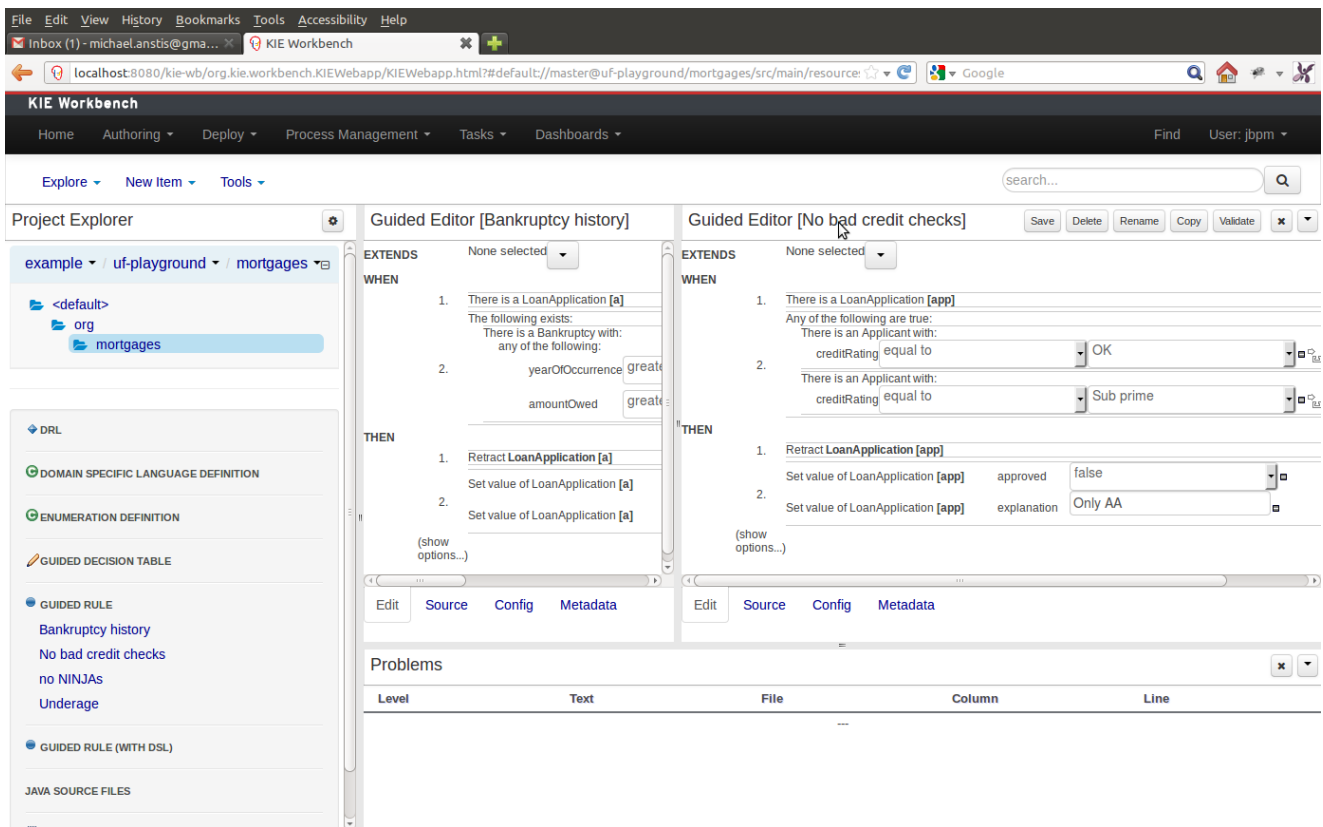 File Edit View History Bookmarks Tools Accessibility Help
Inbox (1) - michael.anstis@gma... KIE Workbench
localhost:8080/kie-wb/org.kie.workbench.KIEWebapp/KIEWebapp.html?#default://master@uf-playground/mortgages/src/main/resource: Google
KIE Workbench
Home Authoring Deploy Process Management Tasks Dashboards Find User: jbpm
Explore New Item Tools search...
Project Explorer
example / uf-playground / mortgages
<default>
org
mortgages
DRL
DOMAIN SPECIFIC LANGUAGE DEFINITION
ENUMERATION DEFINITION
GUIDED DECISION TABLE
GUIDED RULE
Bankruptcy history
No bad credit checks
no NINJAs
Underage
GUIDED RULE (WITH DSL)
JAVA SOURCE FILES
Guided Editor [Bankruptcy history]
EXTENDS None selected
WHEN
1. There is a LoanApplication [a]
The following exists:
There is a Bankruptcy with:
any of the following:
2. yearOfOccurrence greate
amountOwed greate
THEN
1. Retract LoanApplication [a]
Set value of LoanApplication [a]
2.
Set value of LoanApplication [a]
(show
options...)
Edit Source Config Metadata
Guided Editor [No bad credit checks] Save Delete Rename Copy Validate
EXTENDS None selected
WHEN
1. There is a LoanApplication [app]
Any of the following are true:
There is an Applicant with:
creditRating equal to OK
2.
There is an Applicant with:
creditRating equal to Sub prime
THEN
1. Retract LoanApplication [app]
Set value of LoanApplication [app] approved false
2.
Set value of LoanApplication [app] explanation Only AA
(show
options...)
Edit Source Config Metadata
Problems
Level Text File Column Line
---